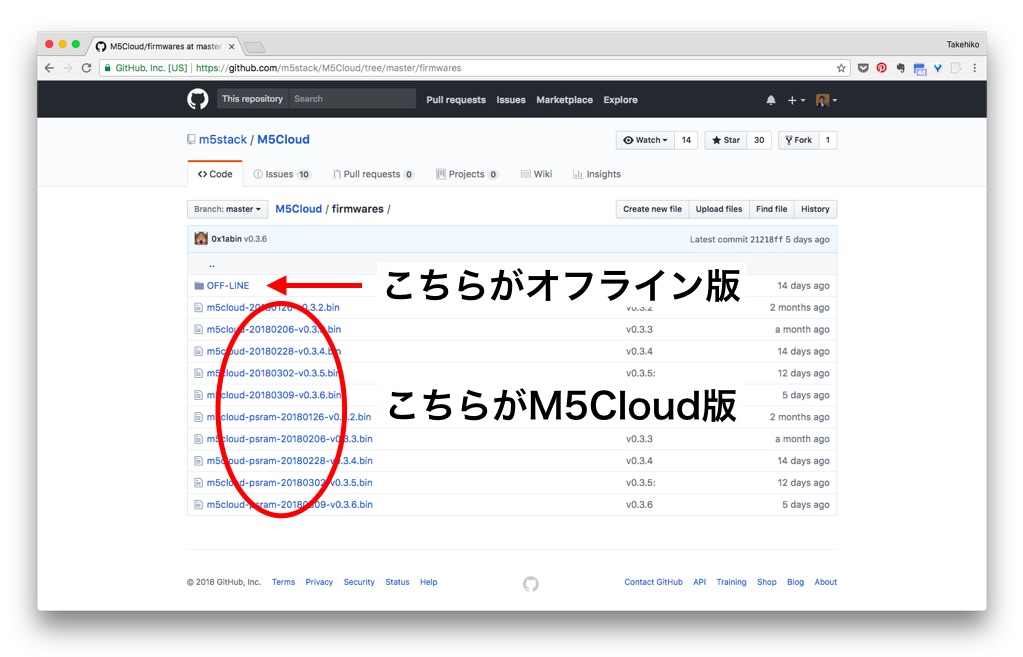 M5Cloud/firmwares at master
Takehiko
GitHub, Inc. [US] https://github.com/m5stack/M5Cloud/tree/master/firmwares
This repository Search Pull requests Issues Marketplace Explore
m5stack / M5Cloud
Watch 14 Star 30 Fork 1
Code Issues 10 Pull requests 0 Projects 0 Wiki Insights
Branch: master M5Cloud / firmwares / Create new file Upload files Find file History
0x1abin v0.3.6 Latest commit 21218ff 5 days ago
..
OFF-LINE こちらがオフライン版 14 days ago
m5cloud-20180126-v0.3.2.bin v0.3.2 2 months ago
m5cloud-20180206-v0.3.3.bin v0.3.3 a month ago
m5cloud-20180228-v0.3.4.bin v0.3.4 14 days ago
m5cloud-20180302-v0.3.5.bin v0.3.5: 12 days ago
m5cloud-20180309-v0.3.6.bin こちらがM5Cloud版 5 days ago
m5cloud-psram-20180126-v0.3.2.bin 2 months ago
m5cloud-psram-20180206-v0.3.3.bin v0.3.3 a month ago
m5cloud-psram-20180228-v0.3.4.bin v0.3.4 14 days ago
m5cloud-psram-20180302-v0.3.5.bin v0.3.5: 12 days ago
m5cloud-psram-20180309-v0.3.6.bin v0.3.6 5 days ago
© 2018 GitHub, Inc. Terms Privacy Security Status Help Contact GitHub API Training Shop Blog About